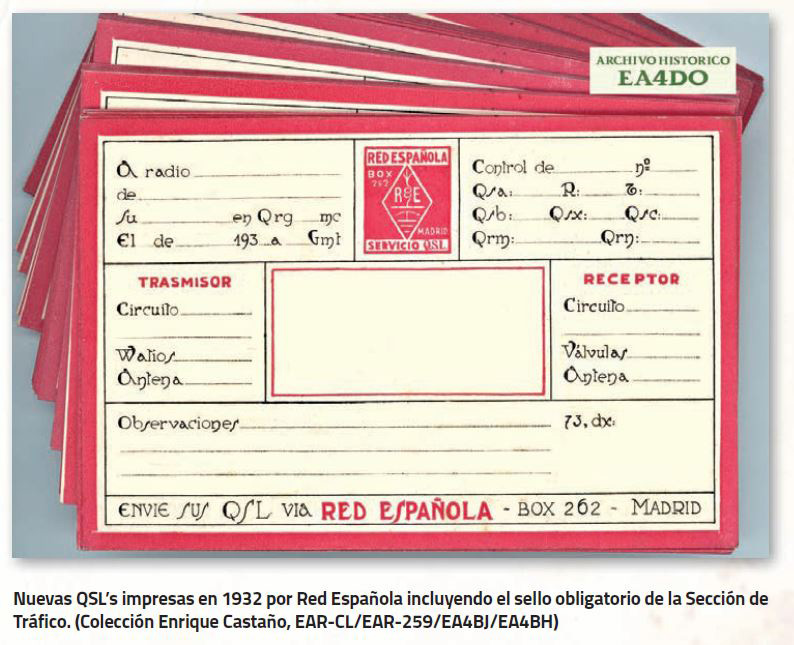 ARCHIVO HISTORICO
EA4DO
A radio
de
su en Qrg mc
El de 193 a Gmt
RED ESPAÑOLA
BOX
262
R E
MADRID
SERVICIO QSL
Control de nº
Qsa: R: T:
Qsb: Qsx: Qsc:
Qrm: Qrn:
TRASMISOR
Circuito
Watios
Antena
RECEPTOR
Circuito
Válvulas
Antena
Observaciones
73, dx:
ENVIE SUS QSL VIA RED ESPAÑOLA - BOX 262 - MADRID
Nuevas QSL's impresas en 1932 por Red Española incluyendo el sello obligatorio de la Sección de
Tráfico. (Colección Enrique Castaño, EAR-CL/EAR-259/EA4BJ/EA4BH)